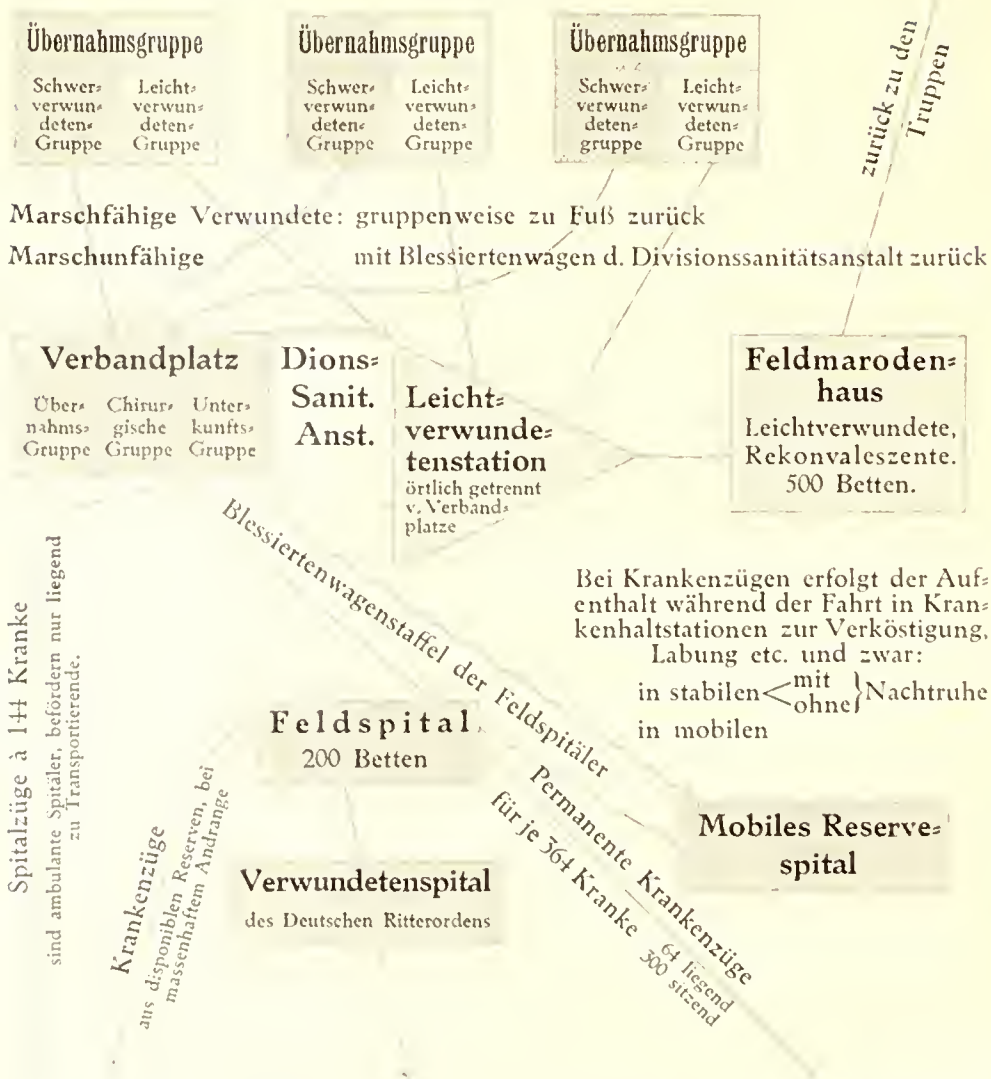 Übernahmsgruppe
Schwer= Leicht=
verwun= verwun=
deten= deten=
Gruppe Gruppe
Übernahmsgruppe
Schwer= Leicht=
verwun= verwun=
deten= deten=
Gruppe Gruppe
Übernahmsgruppe
Schwer= Leicht=
verwun= verwun=
deten= deten=
gruppe Gruppe
zurück zu den
Truppen
Marschfähige Verwundete: gruppenweise zu Fuß zurück
Marschunfähige mit Blessiertenwagen d. Divisionssanitätsanstalt zurück
Verbandplatz
Über= Chirur= Unter=
nahms= gische kunfts=
Gruppe Gruppe Gruppe
Dions=
Sanit.
Anst.
Leicht=
verwunde=
tenstation
örtlich getrennt
v. Verband=
platze
Feldmaroden=
haus
Leichtverwundete,
Rekonvaleszente.
500 Betten.
Blessiertenwagenstaffel der Feldspitäler
Bei Krankenzügen erfolgt der Auf=
enthalt während der Fahrt in Kran=
kenhaltstationen zur Verköstigung,
Labung etc. und zwar:
in stabilen < mit ohne } Nachtruhe
in mobilen
Spitalzüge à 144 Kranke
sind ambulante Spitäler, befördern nur liegend
zu Transportierende.
Krankenzüge
aus disponiblen Reserven, bei
massenhaftem Andrange
Feldspital
200 Betten
Verwundetenspital
des Deutschen Ritterordens
Permanente Krankenzüge
für je 364 Kranke
64 liegend
300 sitzend
Mobiles Reserve=
spital